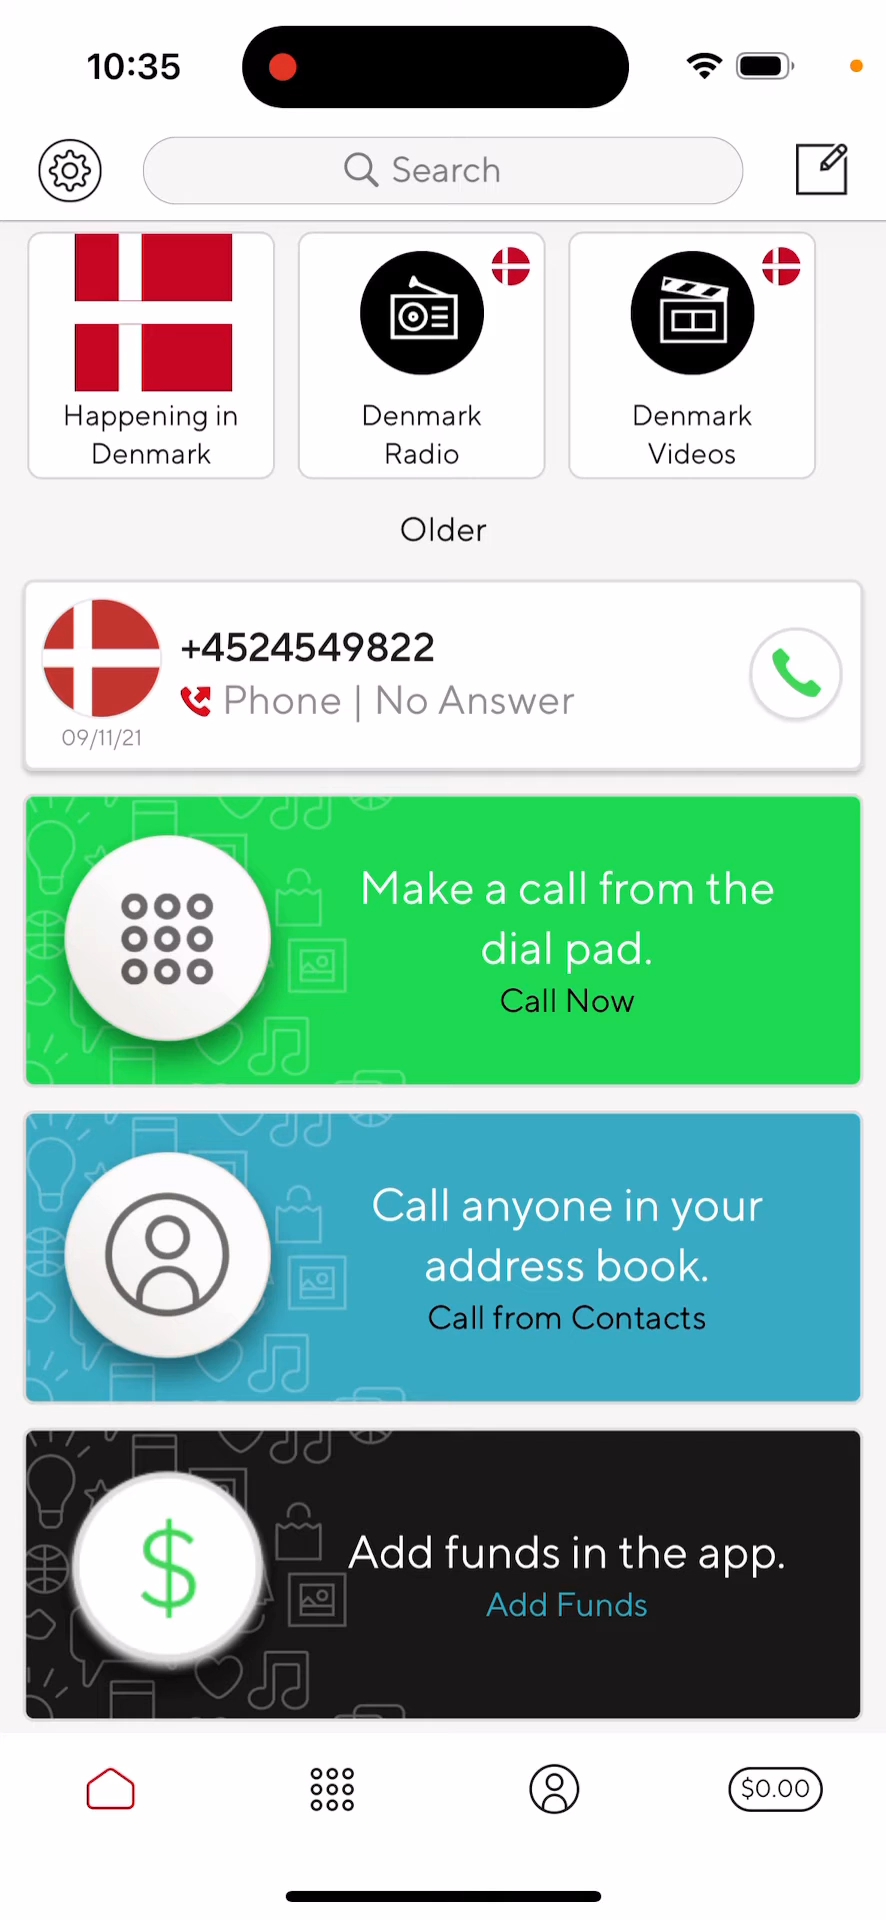 10:35
Search
Happening in
Denmark
Denmark
Radio
Denmark
Videos
Older
+4524549822
Phone | No Answer
09/11/21
Make a call from the
dial pad.
Call Now
Call anyone in your
address book.
Call from Contacts
$
Add funds in the app.
Add Funds
$0.00